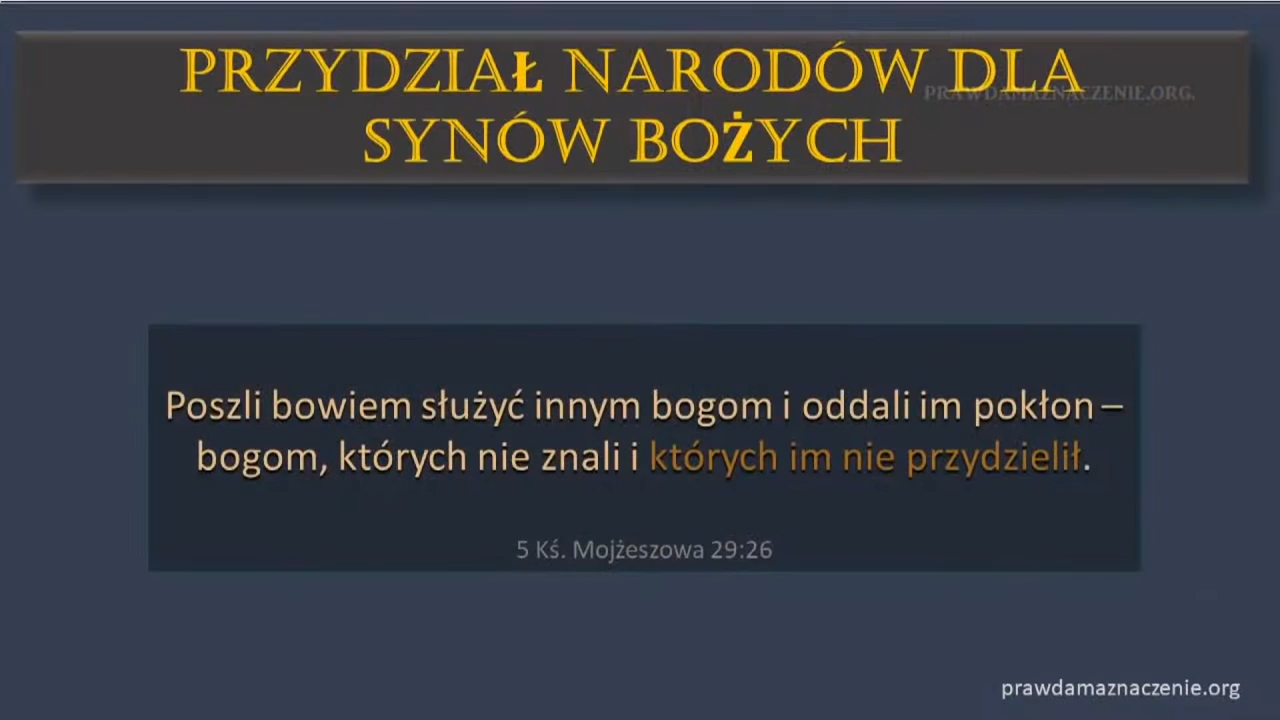 PRZYDZIAŁ NARODÓW DLA
PRAWDAMAZNACZENIE.ORG.
SYNÓW BOŻYCH
Poszli bowiem służyć innym bogom i oddali im pokłon –
bogom, których nie znali i których im nie przydzielił.
5 Kś. Mojżeszowa 29:26
prawdamaznaczenie.org